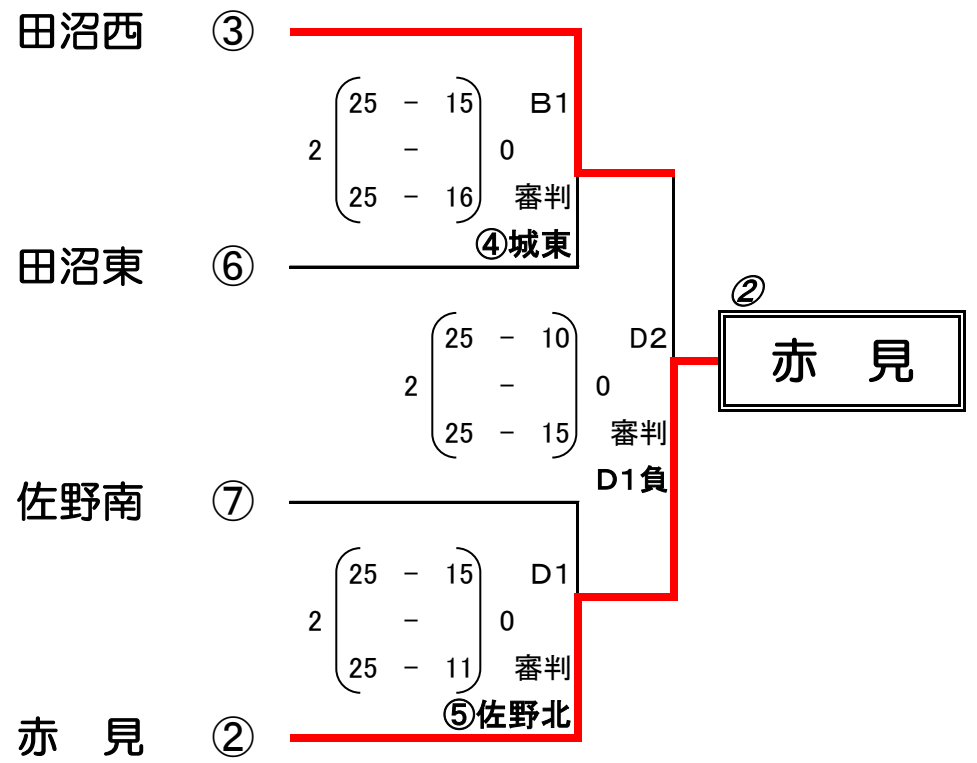 田沼西 ③
25 － 15 Ｂ１
2 － 0
25 － 16 審判
④城東
田沼東 ⑥
②
25 － 10 Ｄ２
赤　見
2 － 0
25 － 15 審判
Ｄ１負
佐野南 ⑦
25 － 15 Ｄ１
2 － 0
25 － 11 審判
⑤佐野北
赤　見 ②